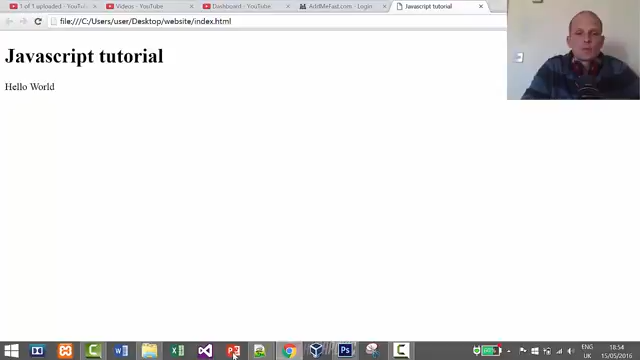 1 of 1 uploaded - YouTu
Videos - YouTube
Dashboard - YouTube
AddMeFast.com - Login
Javascript tutorial
file:///C:/Users/user/Desktop/website/index.html
Javascript tutorial
Hello World
ENG
18:54
UK
15/05/2016